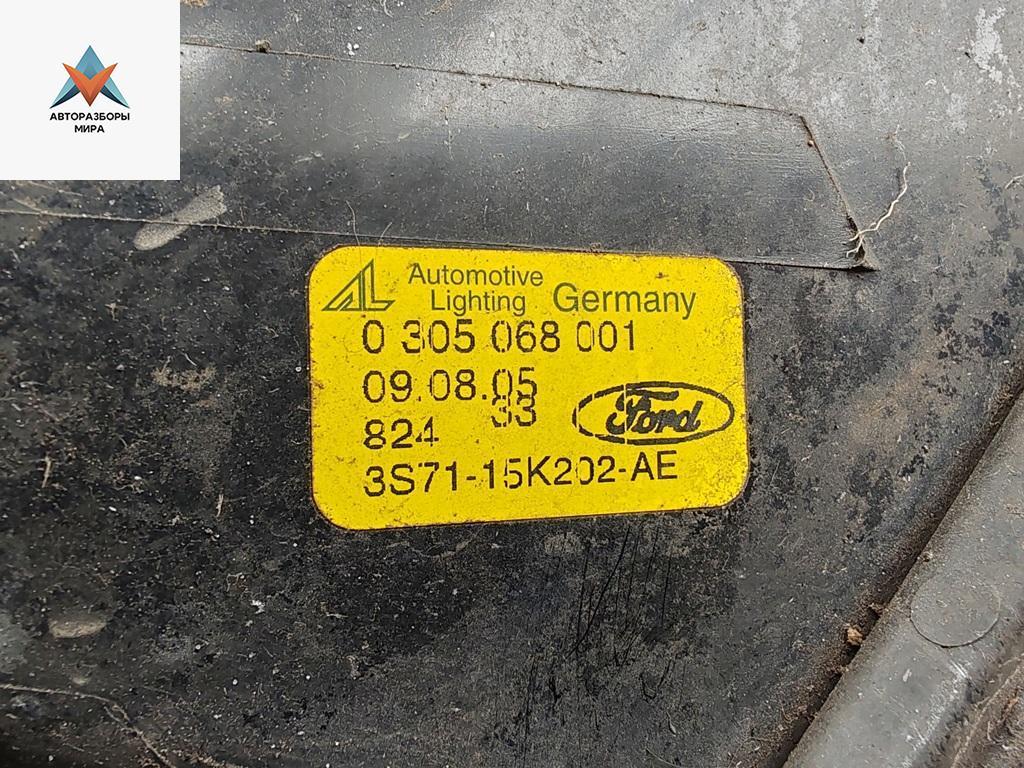 АВТОРАЗБОРЫ
МИРА
AL Automotive
Lighting Germany
0 305 068 001
09.08.05
33
824
Ford
3S71-15K202-AE